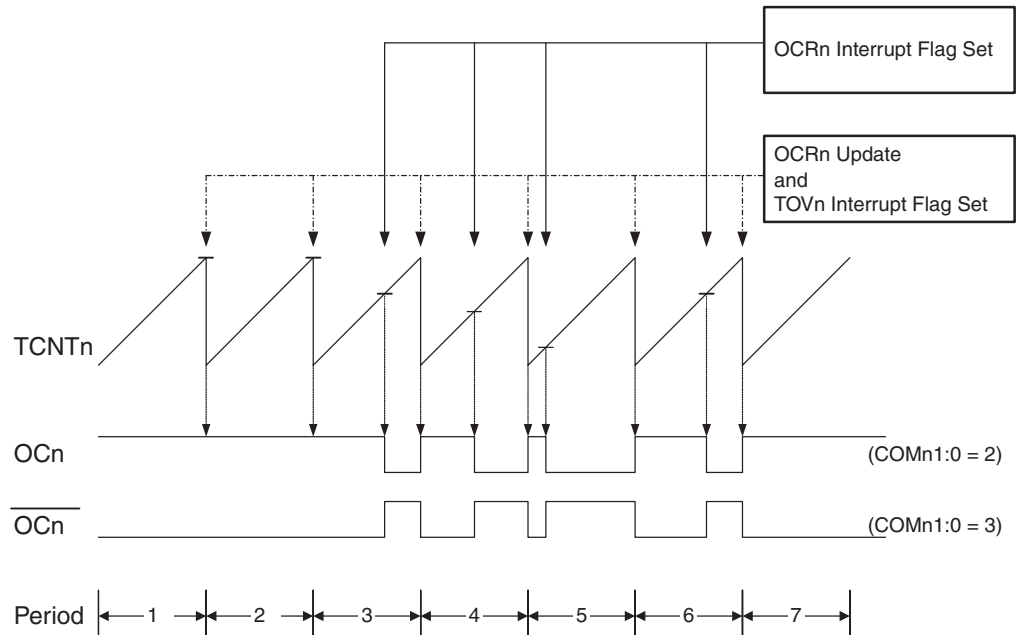 OCRn Interrupt Flag Set
OCRn Update
and
TOVn Interrupt Flag Set
TCNTn
OCn
(COMn1:0 = 2)
OCn
(COMn1:0 = 3)
Period 1 2 3 4 5 6 7